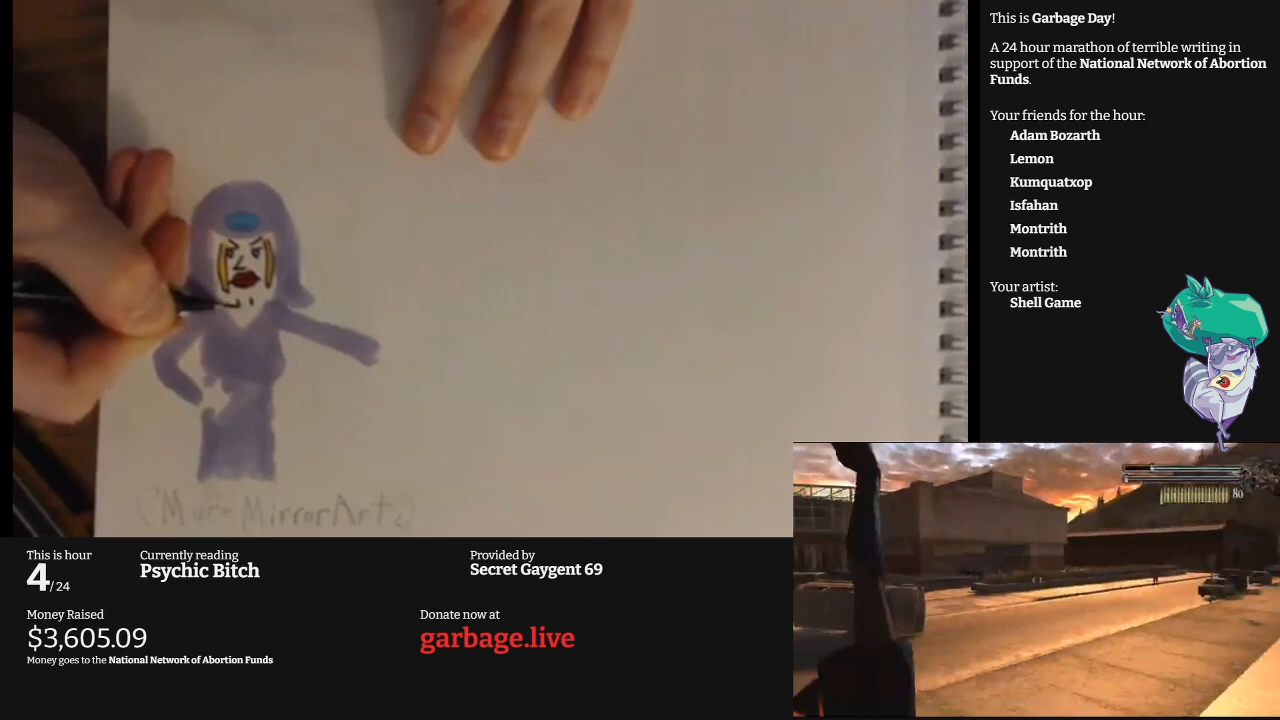 This is Garbage Day!
A 24 hour marathon of terrible writing in
support of the National Network of Abortion
Funds.
Your friends for the hour:
Adam Bozarth
Lemon
Kumquatxop
Isfahan
Montrith
Montrith
Your artist:
Shell Game
80
MirrorArt
This is hour
4/24
Currently reading
Psychic Bitch
Provided by
Secret Gaygent 69
Money Raised
$3,605.09
Money goes to the National Network of Abortion Funds
Donate now at
garbage.live